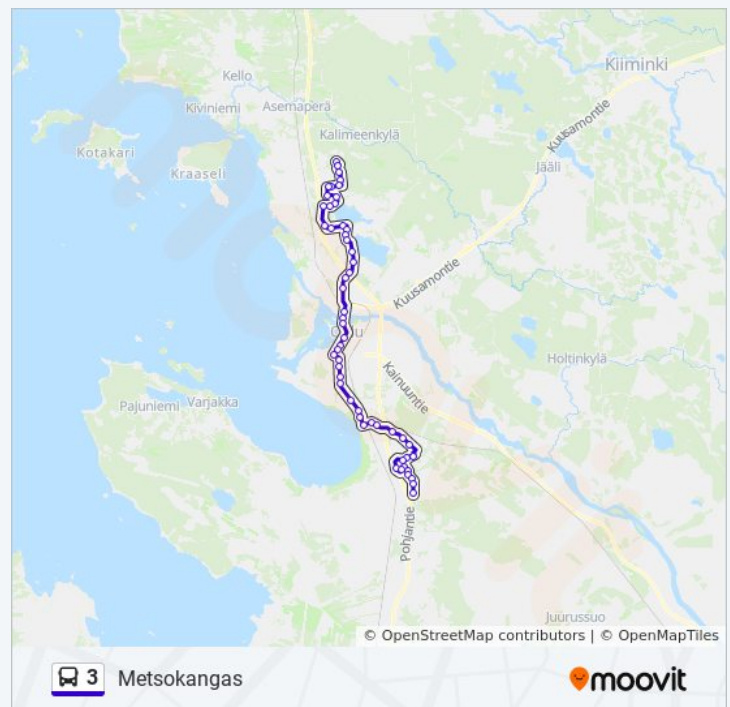 Kello
Kiiminki
Kiviniemi
Asemaperä
Kuusamontie
Kalimeenkylä
Kotakari
Kraaseli
Jääli
Kuusamontie
Holtinkylä
Kainuuntie
Pajuniemi
Varjakka
Pohjantie
Juurussuo
© OpenStreetMap contributors | © OpenMapTiles
3 Metsokangas
moovit